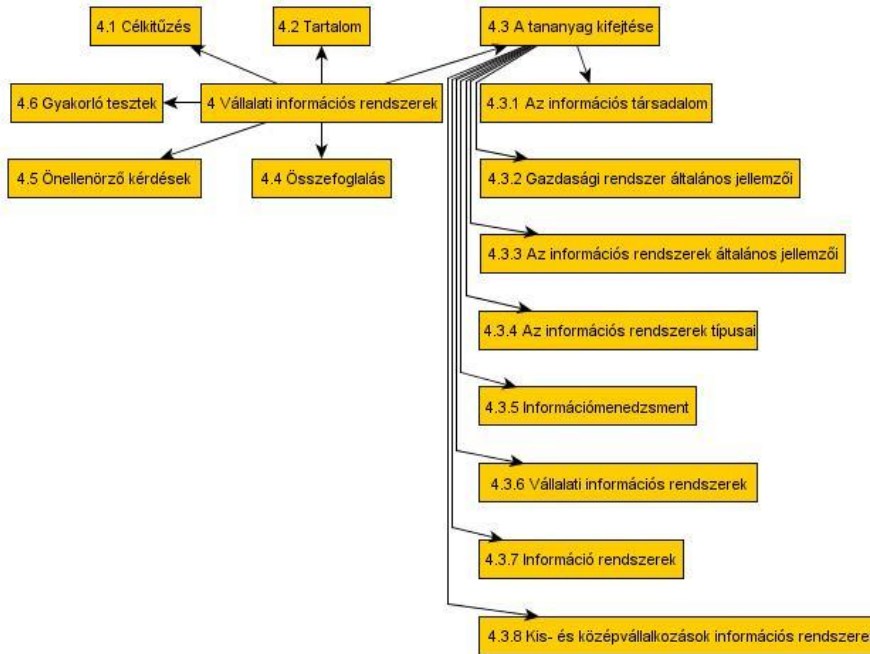 4.1 Célkitűzés
4.2 Tartalom
4.3 A tananyag kifejtése
4.6 Gyakorló tesztek
4 Vállalati információs rendszerek
4.3.1 Az információs társadalom
4.5 Önellenörző kérdések
4.4 Összefoglalás
4.3.2 Gazdasági rendszer általános jellemzői
4.3.3 Az információs rendszerek általános jellemzői
4.3.4 Az információs rendszerek típusai
4.3.5 Információmenedzsment
4.3.6 Vállalati információs rendszerek
4.3.7 Információ rendszerek
4.3.8 Kis- és középvállalkozások információs rendszere